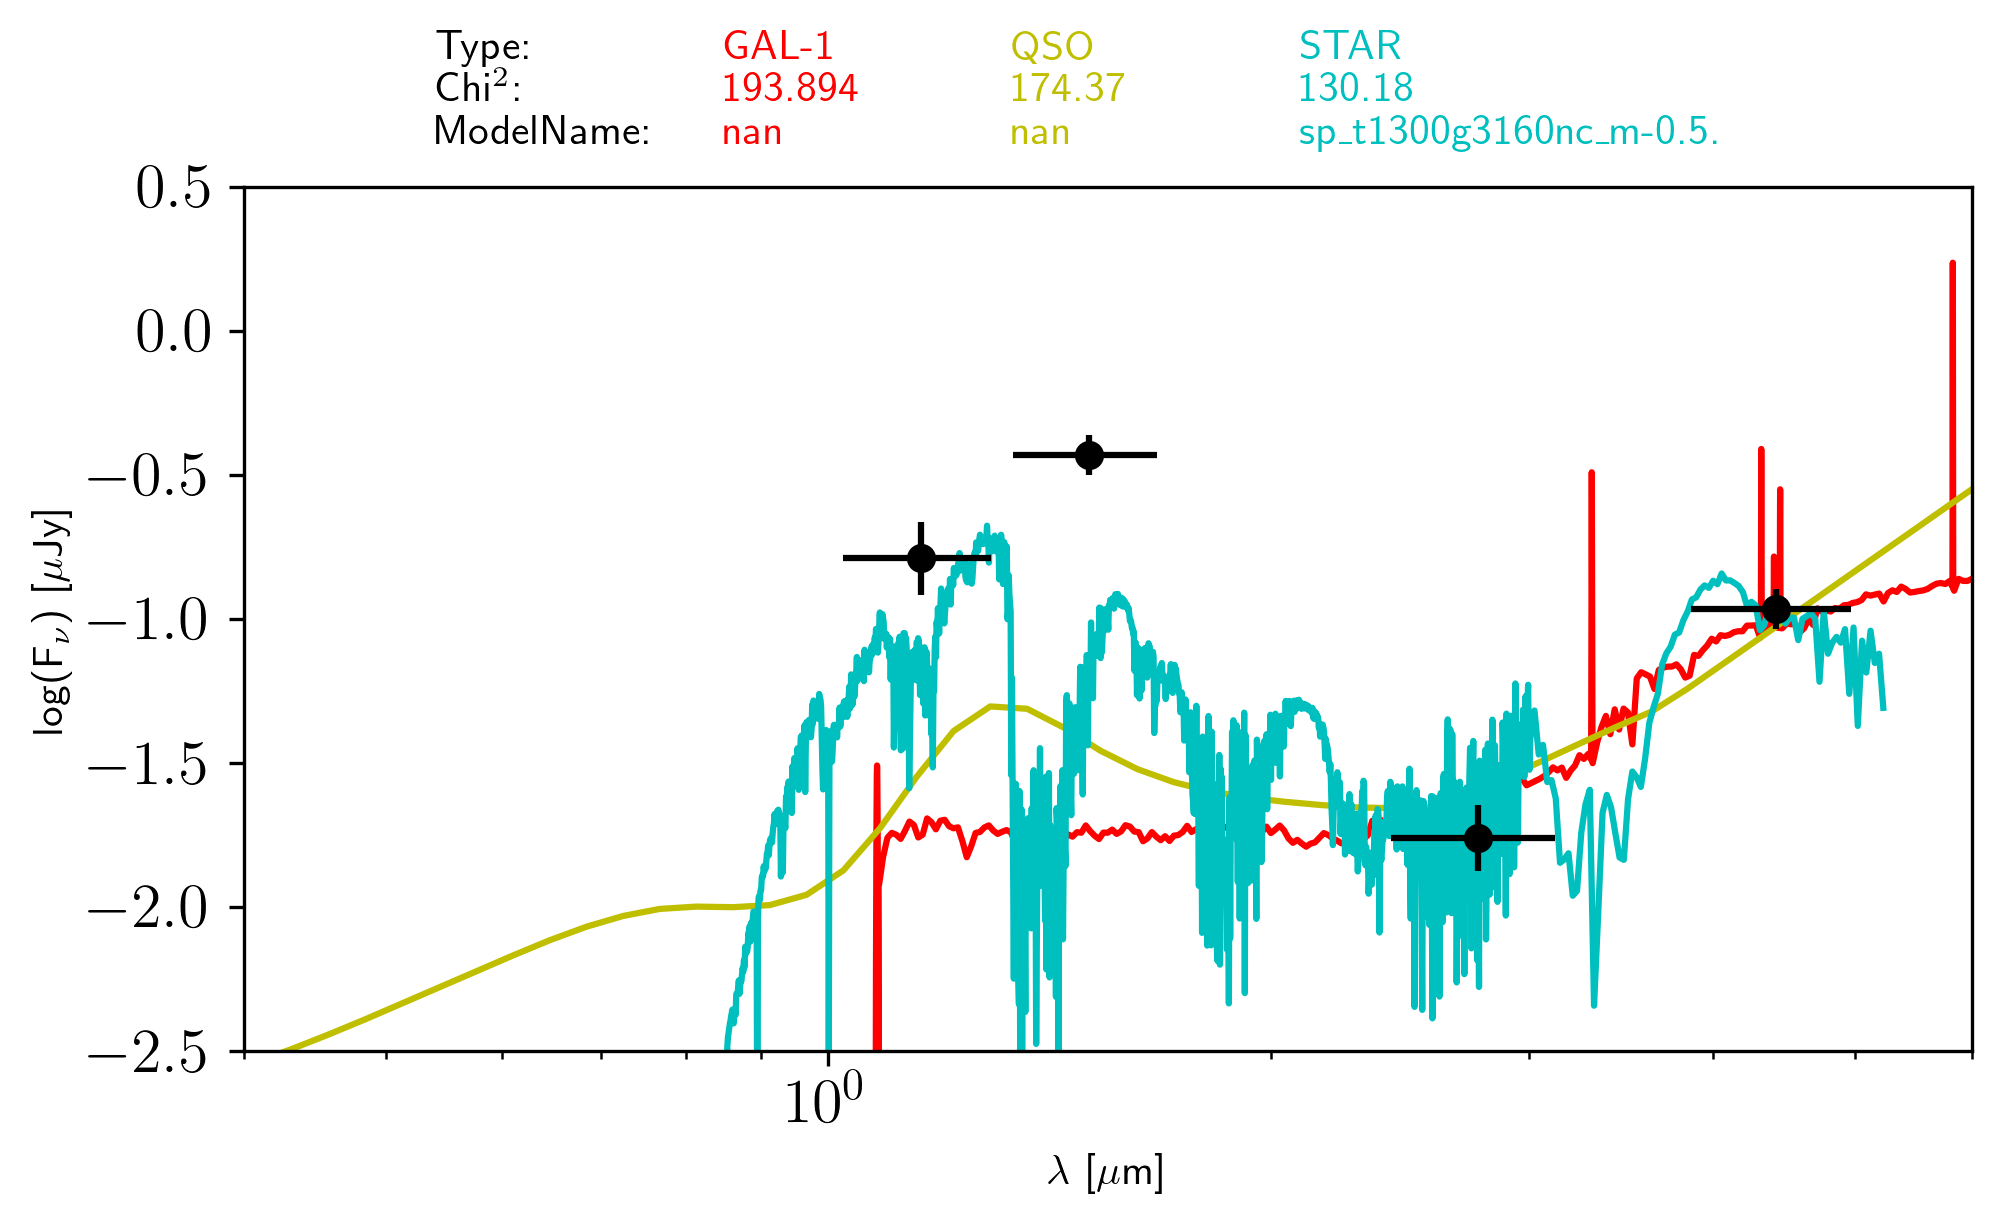 Type: GAL-1 QSO STAR
Chi²: 193.894 174.37 130.18
ModelName: nan nan sp_t1300g3160nc_m-0.5.
0.5
0.0
−0.5
−1.0
−1.5
−2.0
−2.5
log(Fν) [μJy]
10⁰
λ [μm]